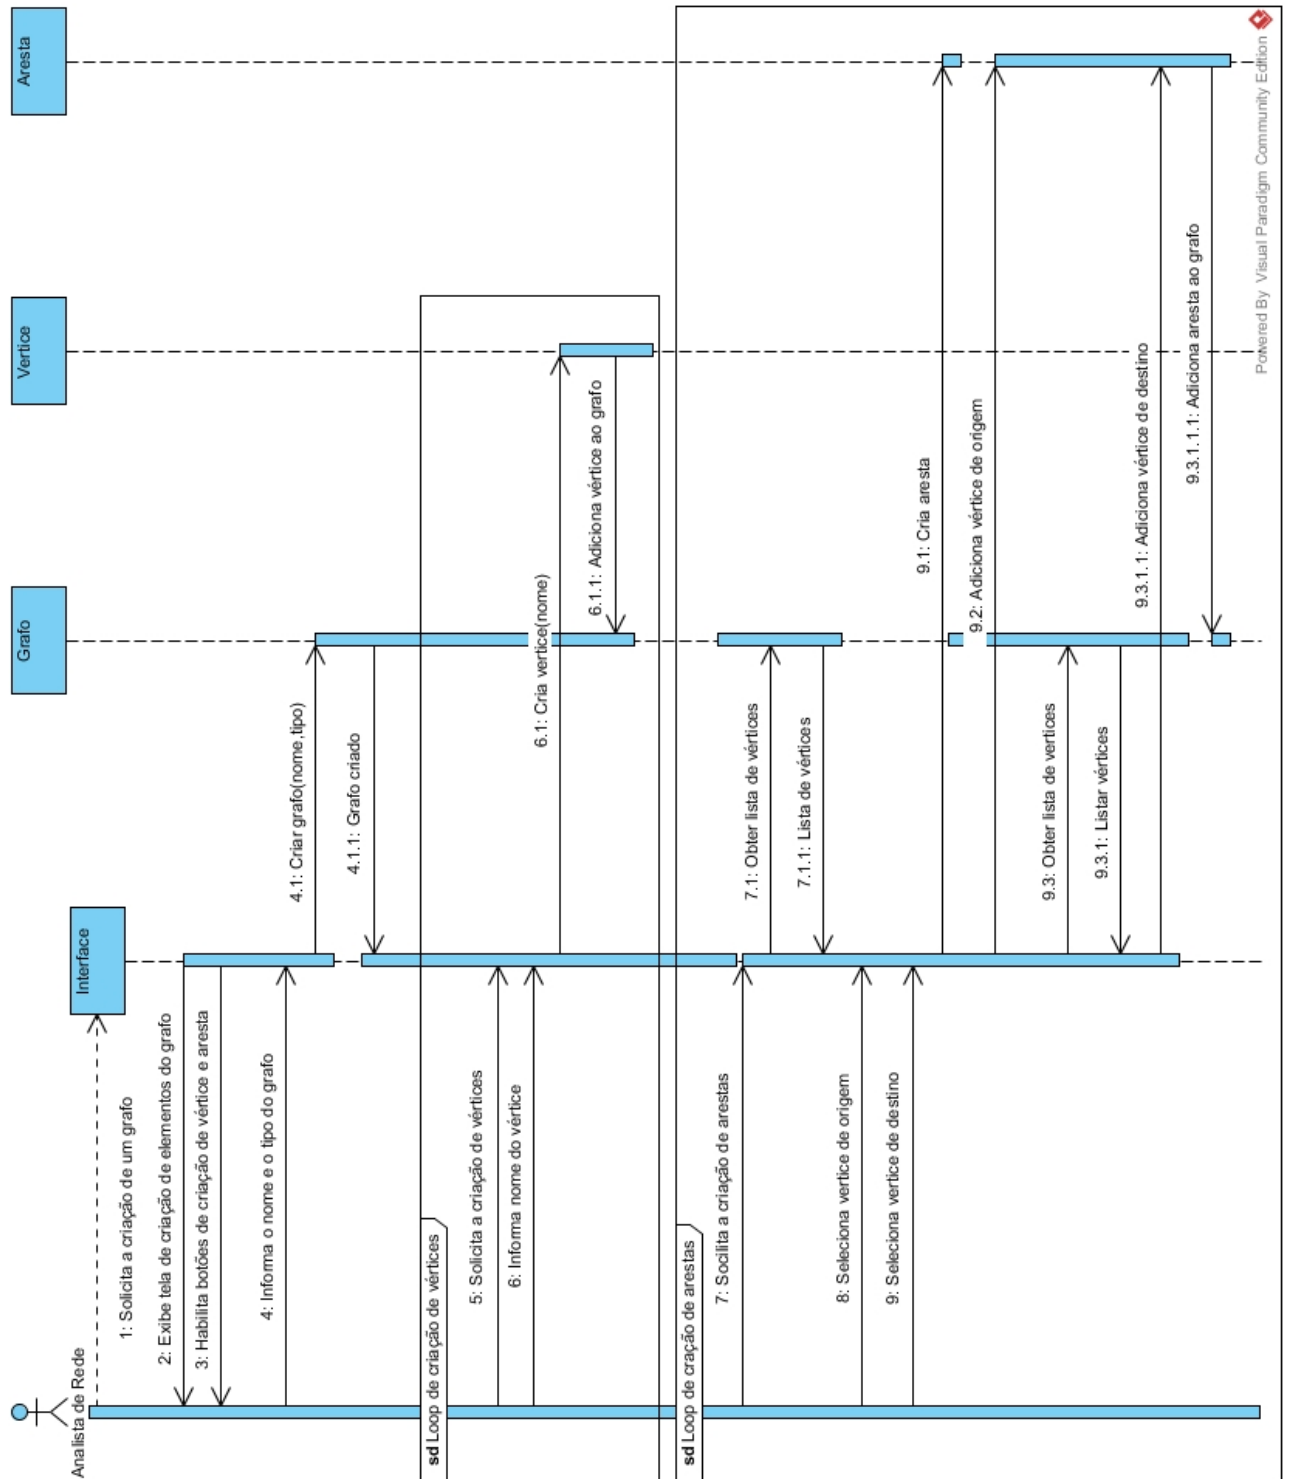 Analista de Rede
Interface
Grafo
Vertice
Aresta
1: Solicita a criação de um grafo
2: Exibe tela de criação de elementos do grafo
3: Habilita botões de criação de vértice e aresta
4: Informa o nome e o tipo do grafo
4.1: Criar grafo(nome,tipo)
4.1.1: Grafo criado
sd Loop de criação de vértices
5: Solicita a criação de vértices
6: Informa nome do vértice
6.1: Cria vertice(nome)
6.1.1: Adiciona vértice ao grafo
sd Loop de cração de arestas
7: Socilita a criação de arestas
7.1: Obter lista de vértices
7.1.1: Lista de vértices
8: Seleciona vertice de origem
9: Seleciona vertice de destino
9.1: Cria aresta
9.2: Adiciona vértice de origem
9.3: Obter lista de vertices
9.3.1: Listar vértices
9.3.1.1: Adiciona vértice de destino
9.3.1.1.1: Adiciona aresta ao grafo
Powered By Visual Paradigm Community Edition